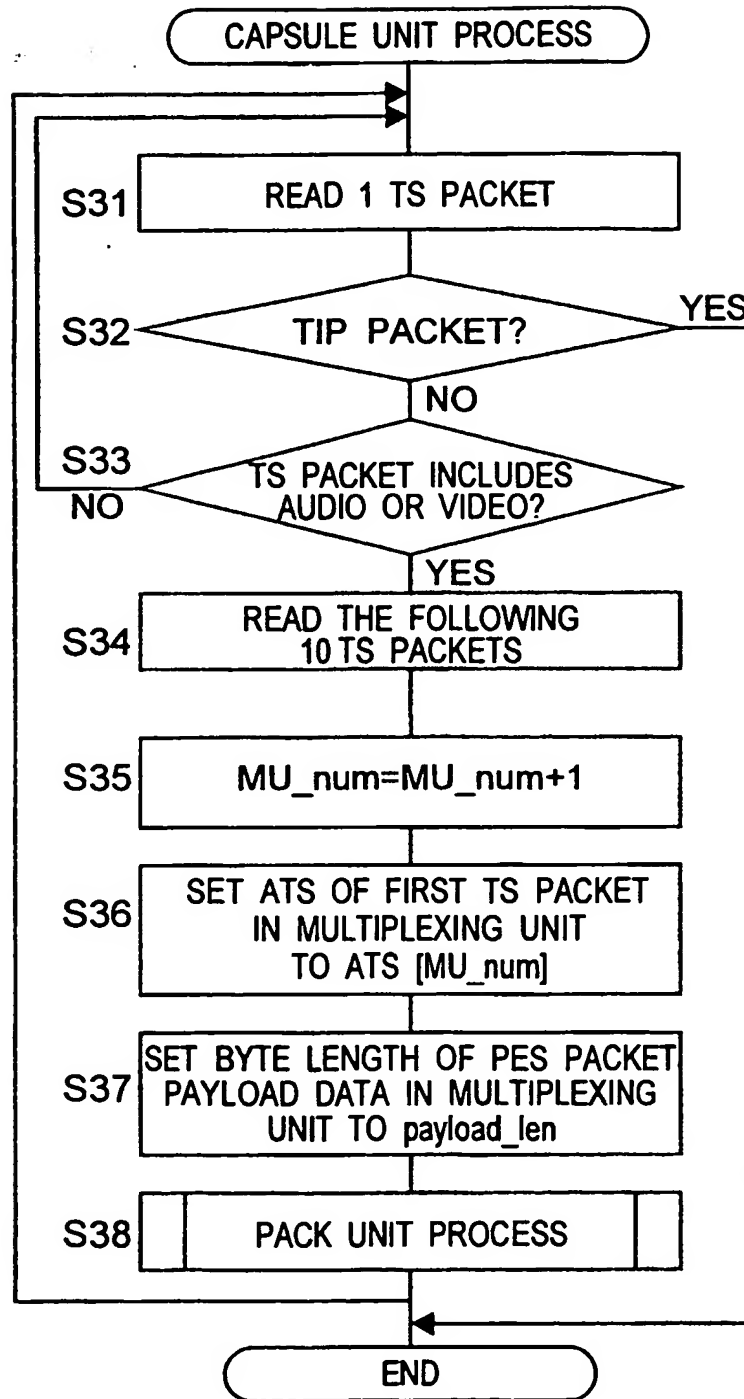 CAPSULE UNIT PROCESS
S31
READ 1 TS PACKET
S32
TIP PACKET?
YES
NO
S33
TS PACKET INCLUDES
AUDIO OR VIDEO?
NO
YES
S34
READ THE FOLLOWING
10 TS PACKETS
S35
MU_num=MU_num+1
S36
SET ATS OF FIRST TS PACKET
IN MULTIPLEXING UNIT
TO ATS [MU_num]
S37
SET BYTE LENGTH OF PES PACKET
PAYLOAD DATA IN MULTIPLEXING
UNIT TO payload_len
S38
PACK UNIT PROCESS
END